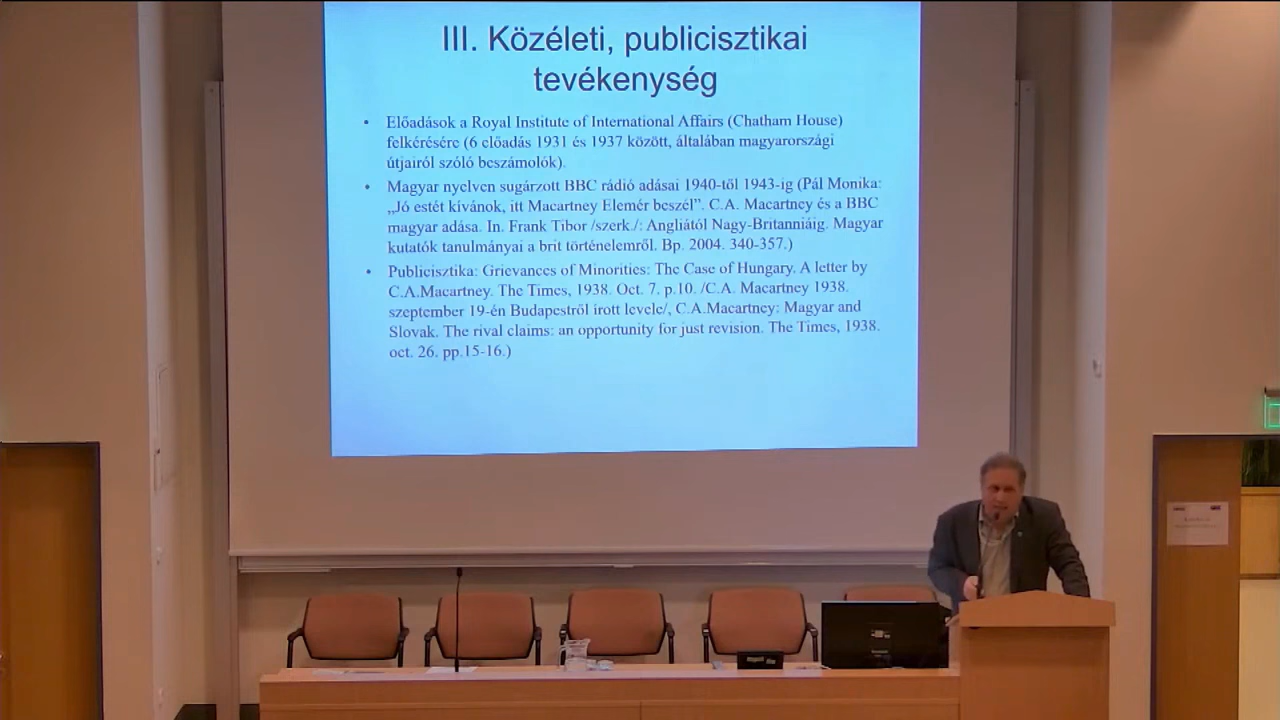 III. Közéleti, publicisztikai
tevékenység
• Előadások a Royal Institute of International Affairs (Chatham House)
felkérésére (6 előadás 1931 és 1937 között, általában magyarországi
útjairól szóló beszámolók).
• Magyar nyelven sugárzott BBC rádió adásai 1940-től 1943-ig (Pál Monika:
„Jó estét kívánok, itt Macartney Elemér beszél”. C.A. Macartney és a BBC
magyar adása. In. Frank Tibor /szerk./: Angliától Nagy-Britanniáig. Magyar
kutatók tanulmányai a brit történelemről. Bp. 2004. 340-357.)
• Publicisztika: Grievances of Minorities: The Case of Hungary. A letter by
C.A.Macartney. The Times, 1938. Oct. 7. p.10. /C.A. Macartney 1938.
szeptember 19-én Budapestről írott levele/, C.A.Macartney: Magyar and
Slovak. The rival claims: an opportunity for just revision. The Times, 1938.
oct. 26. pp.15-16.)